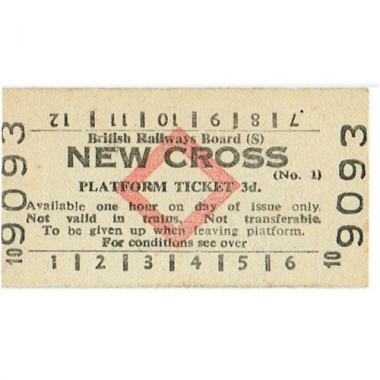 12 | 11 | 10 | 9 | 8 | 7
British Railways Board (S)
NEW CROSS
(No. 1)
PLATFORM TICKET 3d.
Available one hour on day of issue only.
Not valid in trains. Not transferable.
To be given up when leaving platform.
For conditions see over
1 | 2 | 3 | 4 | 5 | 6
10 9093
10 9093